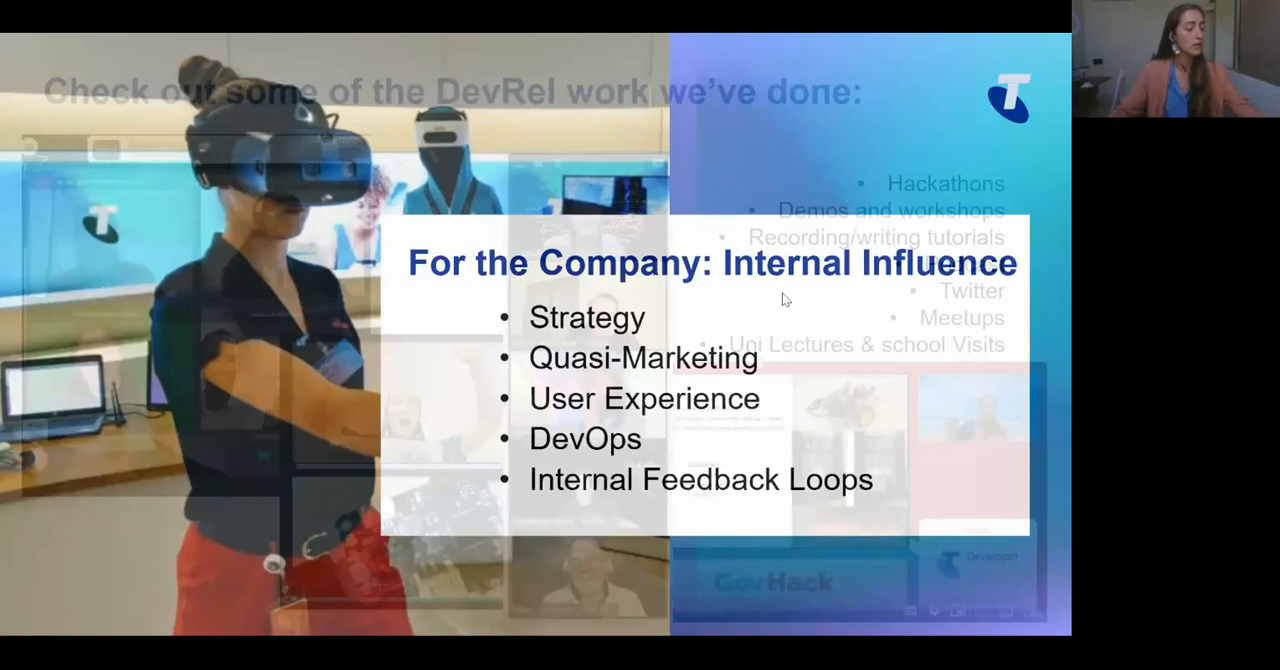 Check out some of the DevRel work we've done:
T
• Hackathons
• Demos and workshops
• Recording/writing tutorials
For the Company: Internal Influence
• Twitter
• Meetups
• Uni Lectures & school Visits
• Strategy
• Quasi-Marketing
• User Experience
• DevOps
• Internal Feedback Loops
GovHack
Developer